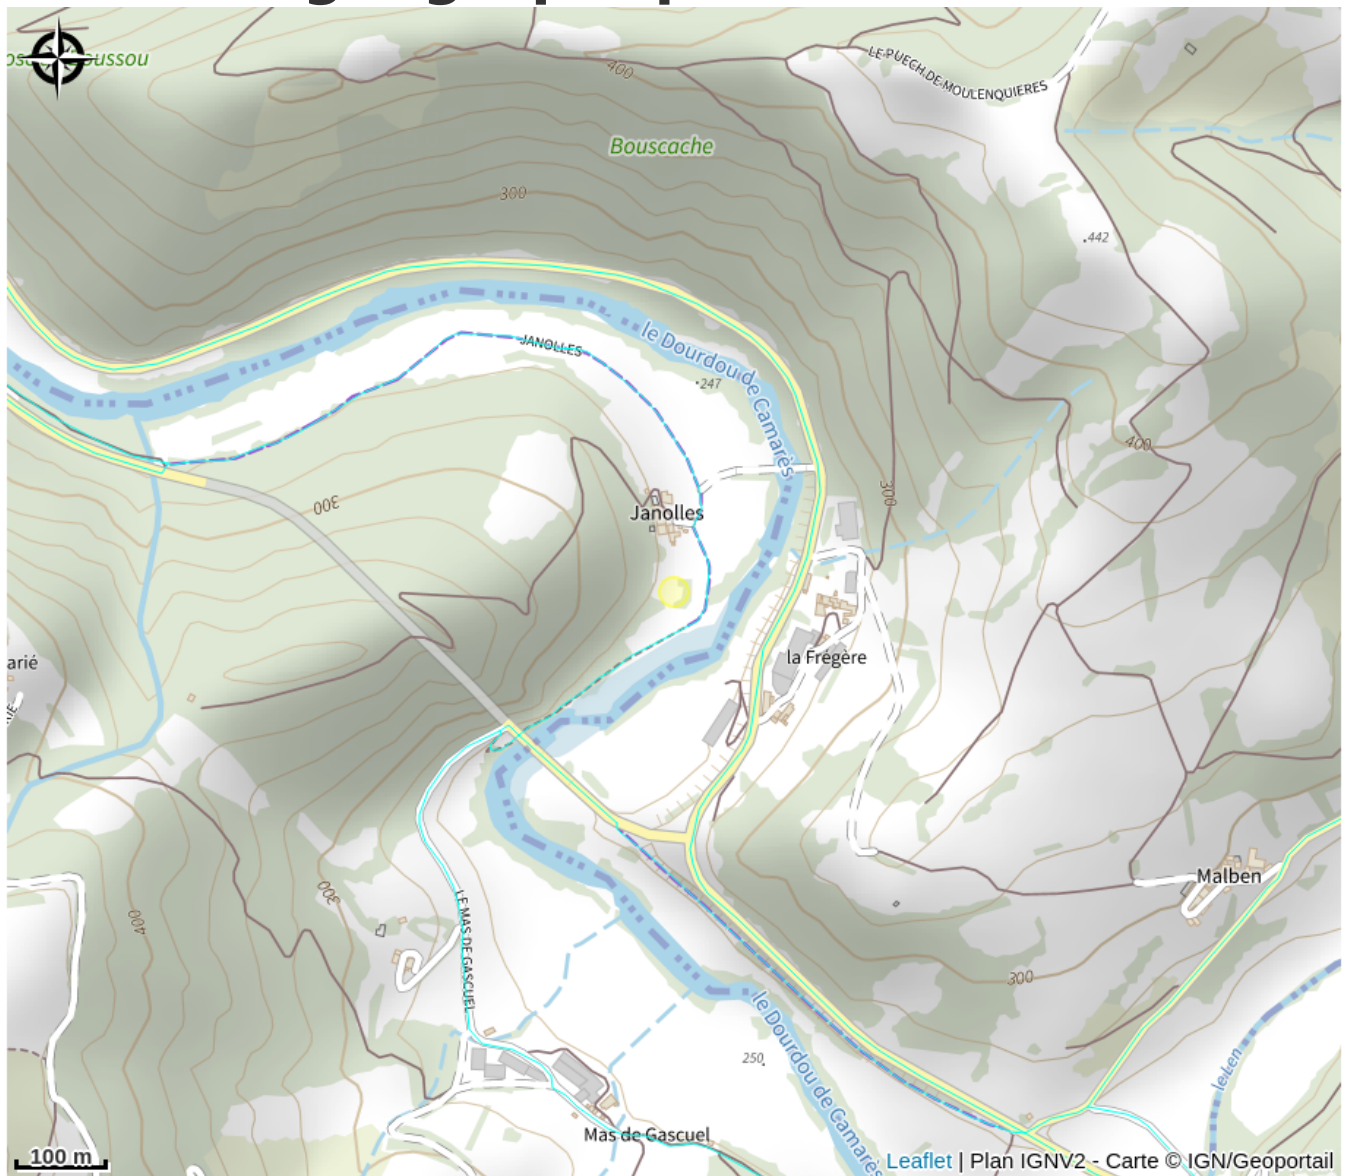 LE PUECH DE MOULENQUIERES
400
Bouscache
300
442
le Dourdou de Camarès
JANOLLES
247
400
300
300
Janolles
la Frégère
arié
Malben
300
400
LE MAS DE GASCUEL
300
le Dourdou de Camarès
250
le Len
Mas de Gascuel
100 m
Leaflet | Plan IGNV2 - Carte © IGN/Geoportail